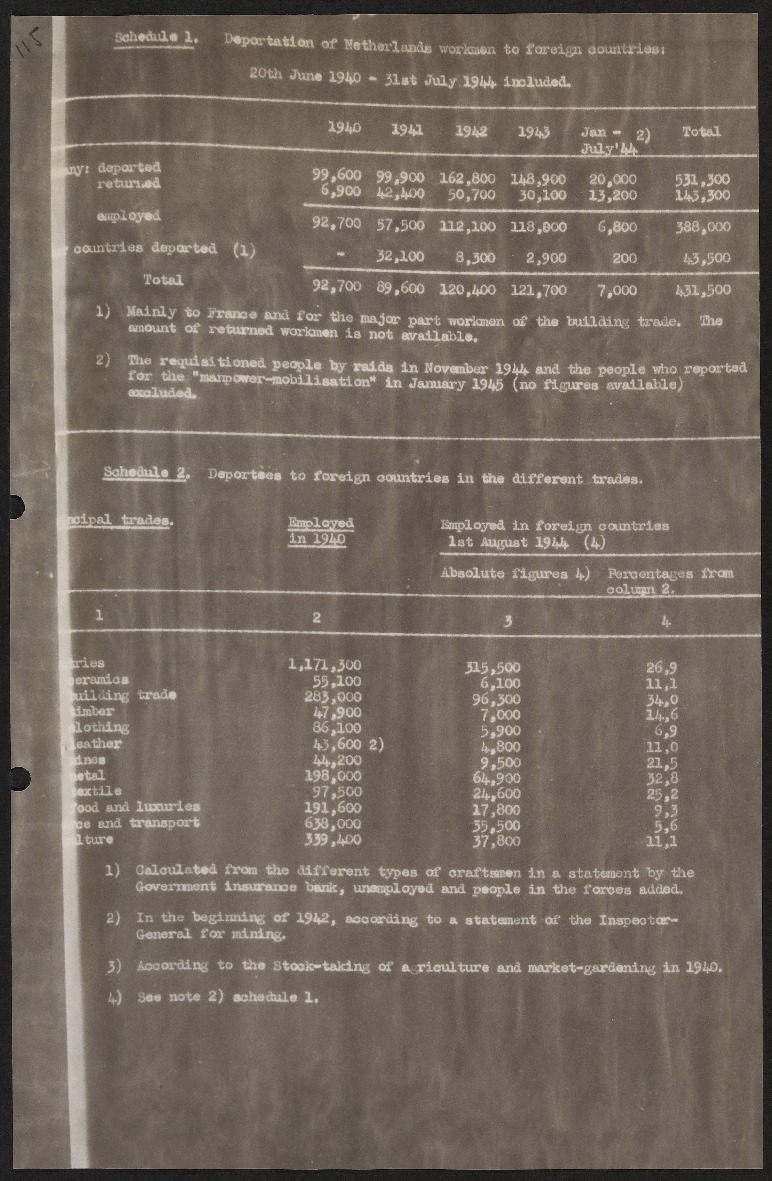 115
Schedule 1. Deportation of Netherlands workmen to foreign countries:
20th June 1940 - 31st July 1944 included.
1940 1941 1942 1943 Jan - 2) Total
July'44
any: deported 99,600 99,900 162,800 148,900 20,000 531,300
returned 6,900 42,400 50,700 30,100 13,200 143,300
employed 92,700 57,500 112,100 118,800 6,800 388,000
countries deported (1) - 32,100 8,300 2,900 200 43,500
Total 92,700 89,600 120,400 121,700 7,000 431,500
1) Mainly to France and for the major part workmen of the building trade. The
amount of returned workmen is not available.
2) The requisitioned people by raids in November 1944 and the people who reported
for the "manpower-mobilisation" in January 1945 (no figures available)
excluded.
Schedule 2. Deportees to foreign countries in the different trades.
ncipal trades. Employed Employed in foreign countries
in 1940 1st August 1944 (4)
Absolute figures 4) Percentages from
column 2.
1 2 3 4
tries 1,171,300 315,500 26,9
eramics 55,100 6,100 11,1
uilding trade 283,000 96,300 34,0
imber 47,900 7,000 14,6
lothing 86,100 5,900 6,9
eather 43,600 2) 4,800 11,0
ines 44,200 9,500 21,5
etal 198,000 64,900 32,8
extile 97,500 24,600 25,2
ood and luxuries 191,600 17,800 9,3
ce and transport 638,000 35,500 5,6
lture 339,400 37,800 11,1
1) Calculated from the different types of craftsmen in a statement by the
Government insurance bank, unemployed and people in the forces added.
2) In the beginning of 1942, according to a statement of the Inspector-
General for mining.
3) According to the Stock-taking of agriculture and market-gardening in 1940.
4) See note 2) schedule 1.